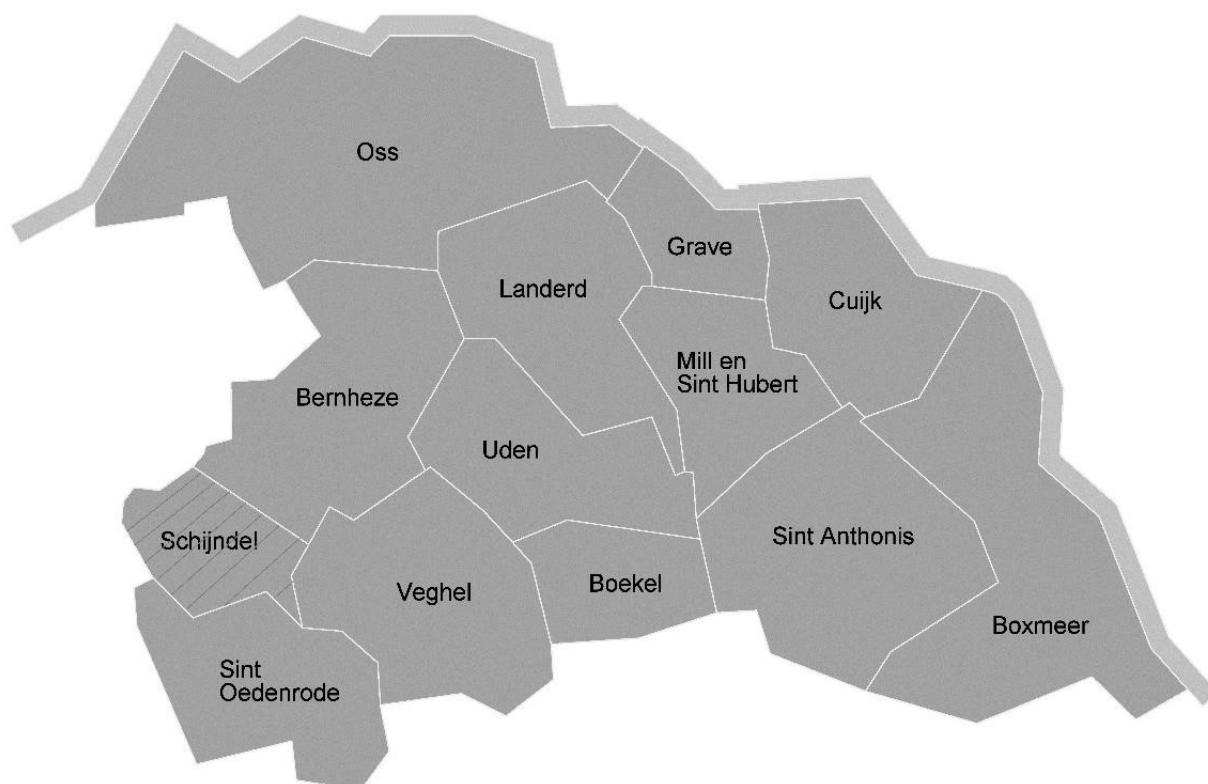 Oss
Grave
Landerd
Cuijk
Mill en
Sint Hubert
Bernheze
Uden
Sint Anthonis
Schijndel
Boekel
Veghel
Boxmeer
Sint
Oedenrode